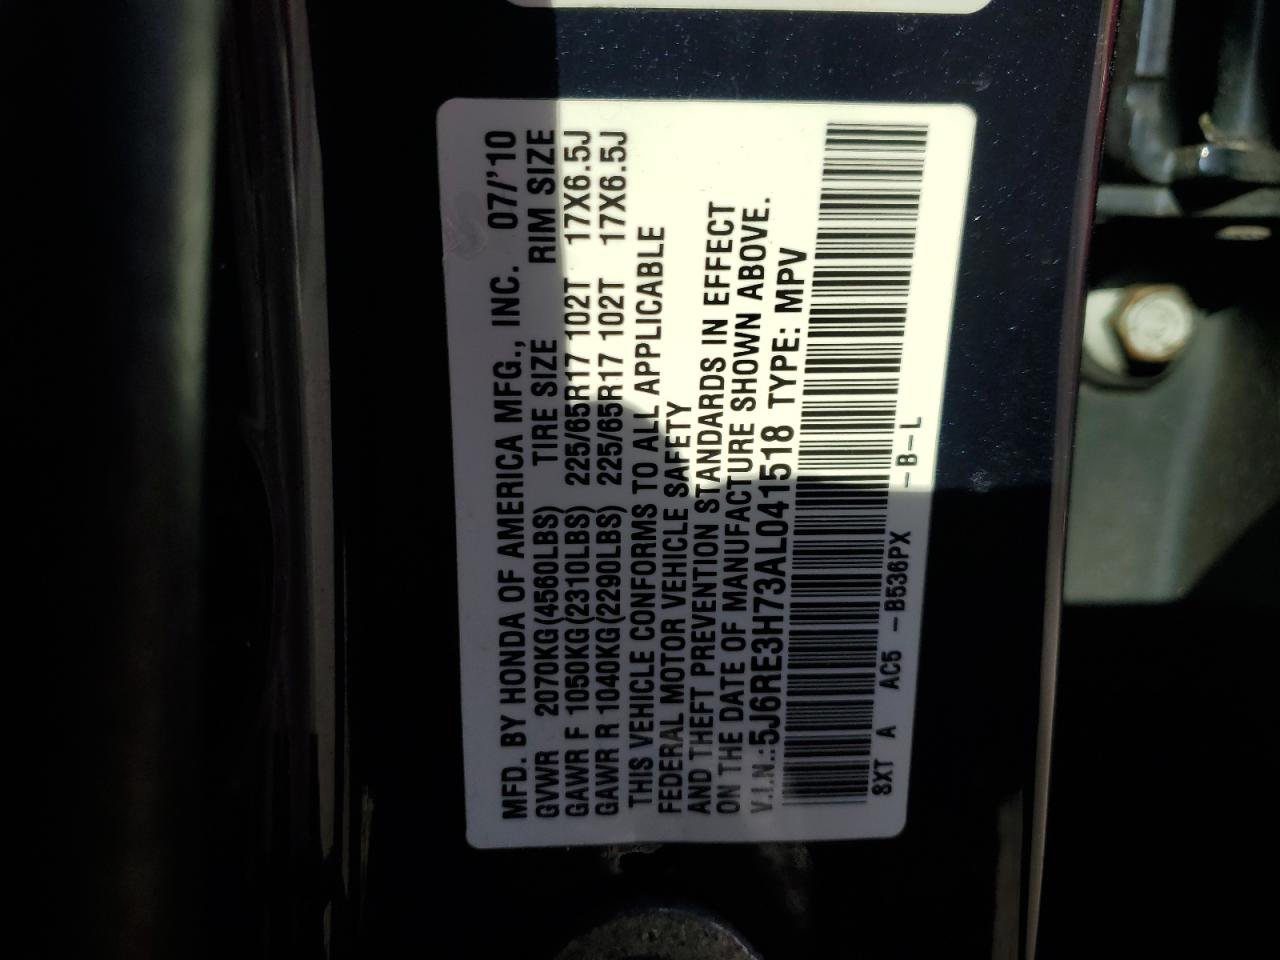 MFD. BY HONDA OF AMERICA MFG., INC. 07/'10
GVWR 2070KG(4560LBS) TIRE SIZE RIM SIZE
GAWR F 1050KG(2310LBS) 225/65R17 102T 17X6.5J
GAWR R 1040KG(2290LBS) 225/65R17 102T 17X6.5J
THIS VEHICLE CONFORMS TO ALL APPLICABLE
FEDERAL MOTOR VEHICLE SAFETY
AND THEFT PREVENTION STANDARDS IN EFFECT
ON THE DATE OF MANUFACTURE SHOWN ABOVE.
V.I.N.:5J6RE3H73AL041518 TYPE: MPV
8XT A AC5 -B536PX -B-L